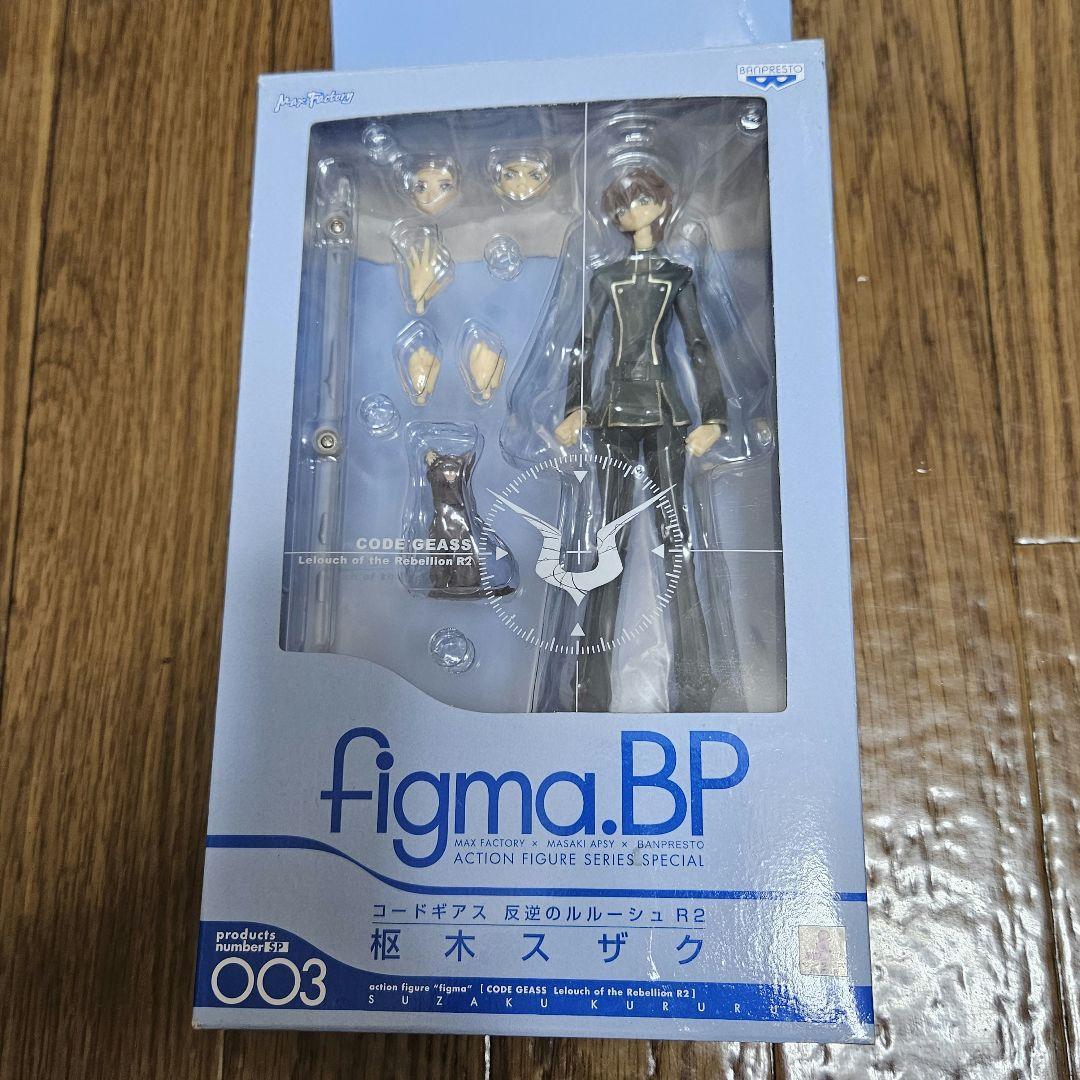 MAX Factory
BANPRESTO
CODE GEASS
Lelouch of the Rebellion R2
figma.BP
MAX FACTORY × MASAKI APSY × BANPRESTO
ACTION FIGURE SERIES SPECIAL
コードギアス 反逆のルルーシュ R2
枢木スザク
products
number SP
003
action figure "figma" [ CODE GEASS Lelouch of the Rebellion R2 ]
SUZAKU KURURU